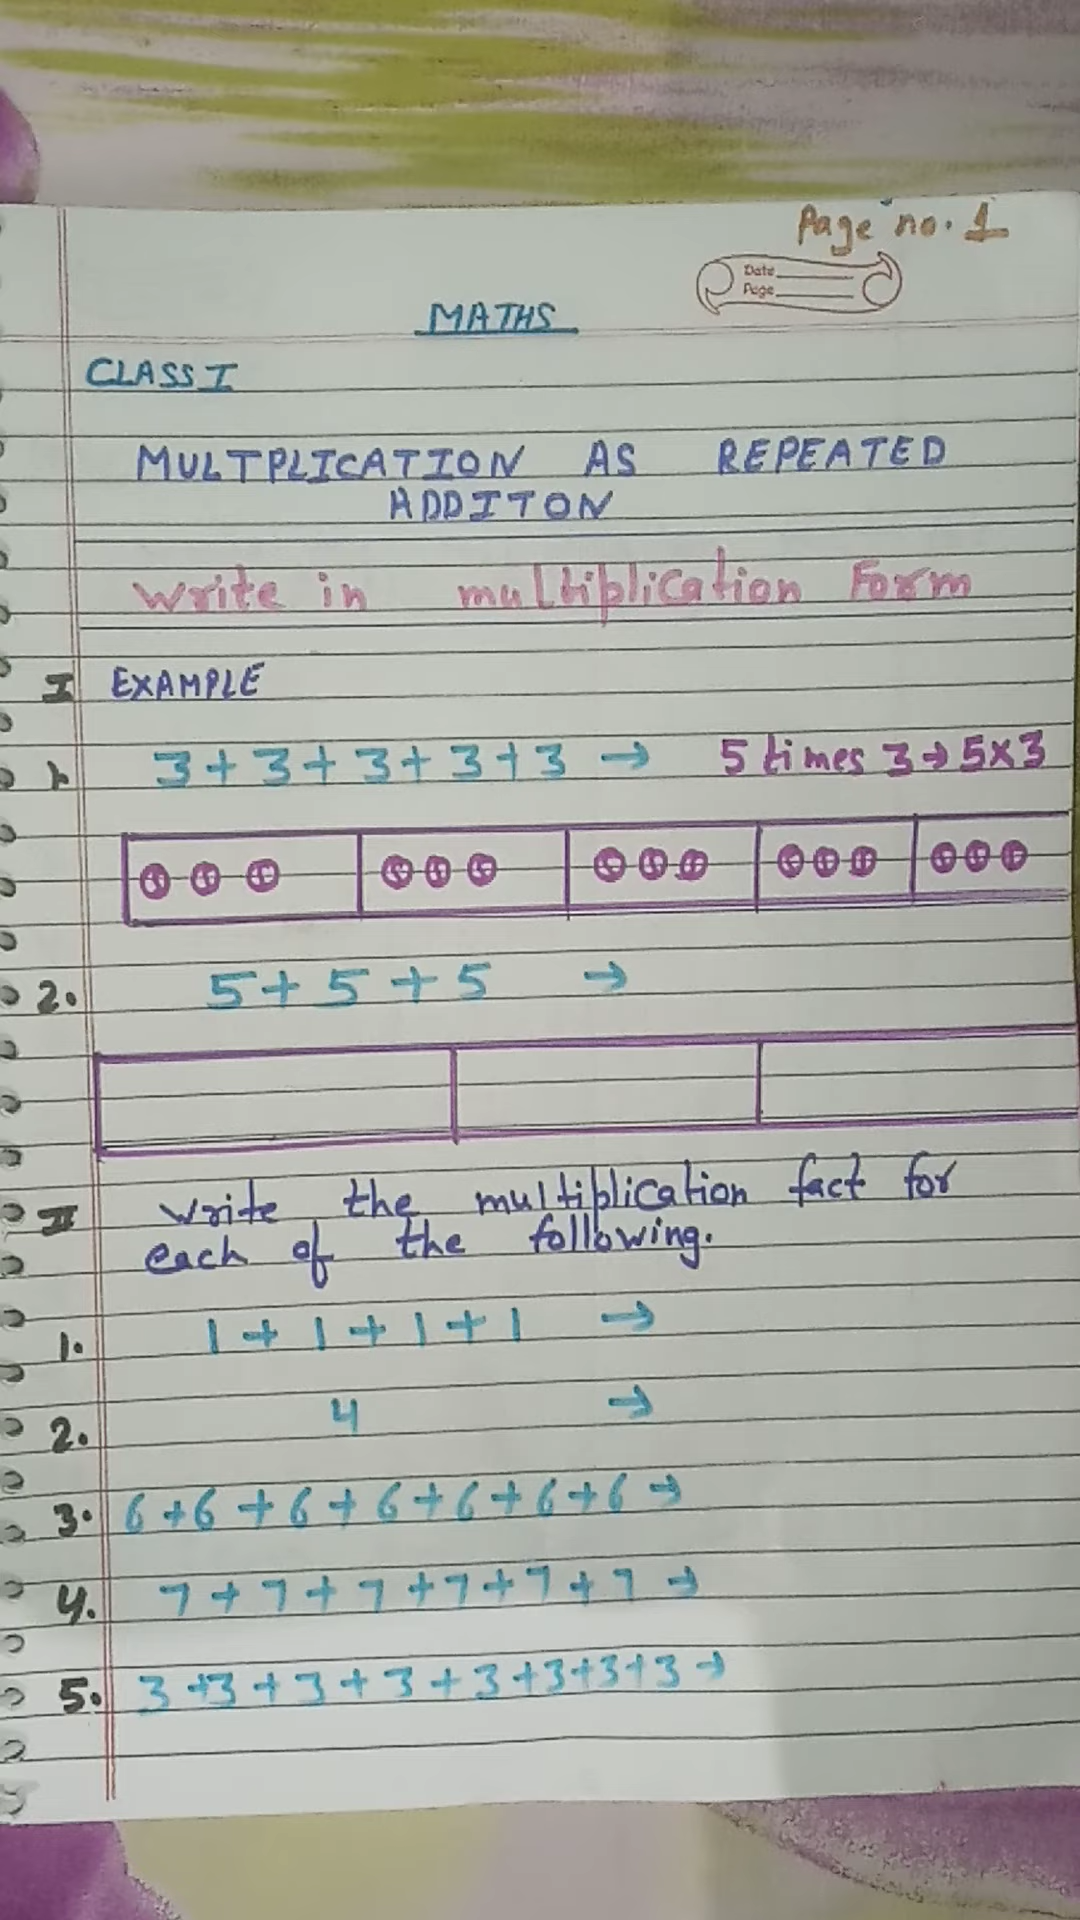 Page no. 1
Date
Page
MATHS
CLASS I
MULTPLICATION AS REPEATED
ADDITON
Write in multiplication Form
I EXAMPLE
1. 3+3+3+3+3 → 5 times 3 → 5×3
2. 5+5+5 →
II write the multiplication fact for
each of the following.
1. 1+1+1+1 →
2. 4 →
3. 6+6+6+6+6+6+6 →
4. 7+7+7+7+7+7 →
5. 3+3+3+3+3+3+3+3 →